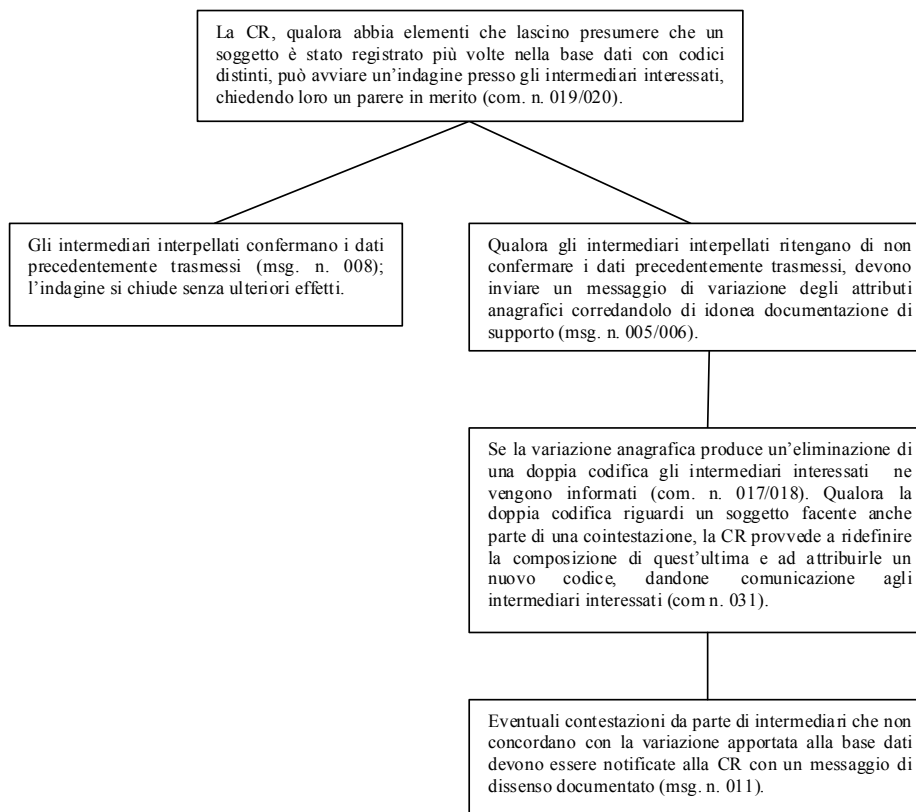 La CR, qualora abbia elementi che lascino presumere che un
soggetto è stato registrato più volte nella base dati con codici
distinti, può avviare un'indagine presso gli intermediari interessati,
chiedendo loro un parere in merito (com. n. 019/020).
Gli intermediari interpellati confermano i dati
precedentemente trasmessi (msg. n. 008);
l'indagine si chiude senza ulteriori effetti.
Qualora gli intermediari interpellati ritengano di non
confermare i dati precedentemente trasmessi, devono
inviare un messaggio di variazione degli attributi
anagrafici corredandolo di idonea documentazione di
supporto (msg. n. 005/006).
Se la variazione anagrafica produce un'eliminazione di
una doppia codifica gli intermediari interessati ne
vengono informati (com. n. 017/018). Qualora la
doppia codifica riguardi un soggetto facente anche
parte di una cointestazione, la CR provvede a ridefinire
la composizione di quest'ultima e ad attribuirle un
nuovo codice, dandone comunicazione agli
intermediari interessati (com n. 031).
Eventuali contestazioni da parte di intermediari che non
concordano con la variazione apportata alla base dati
devono essere notificate alla CR con un messaggio di
dissenso documentato (msg. n. 011).